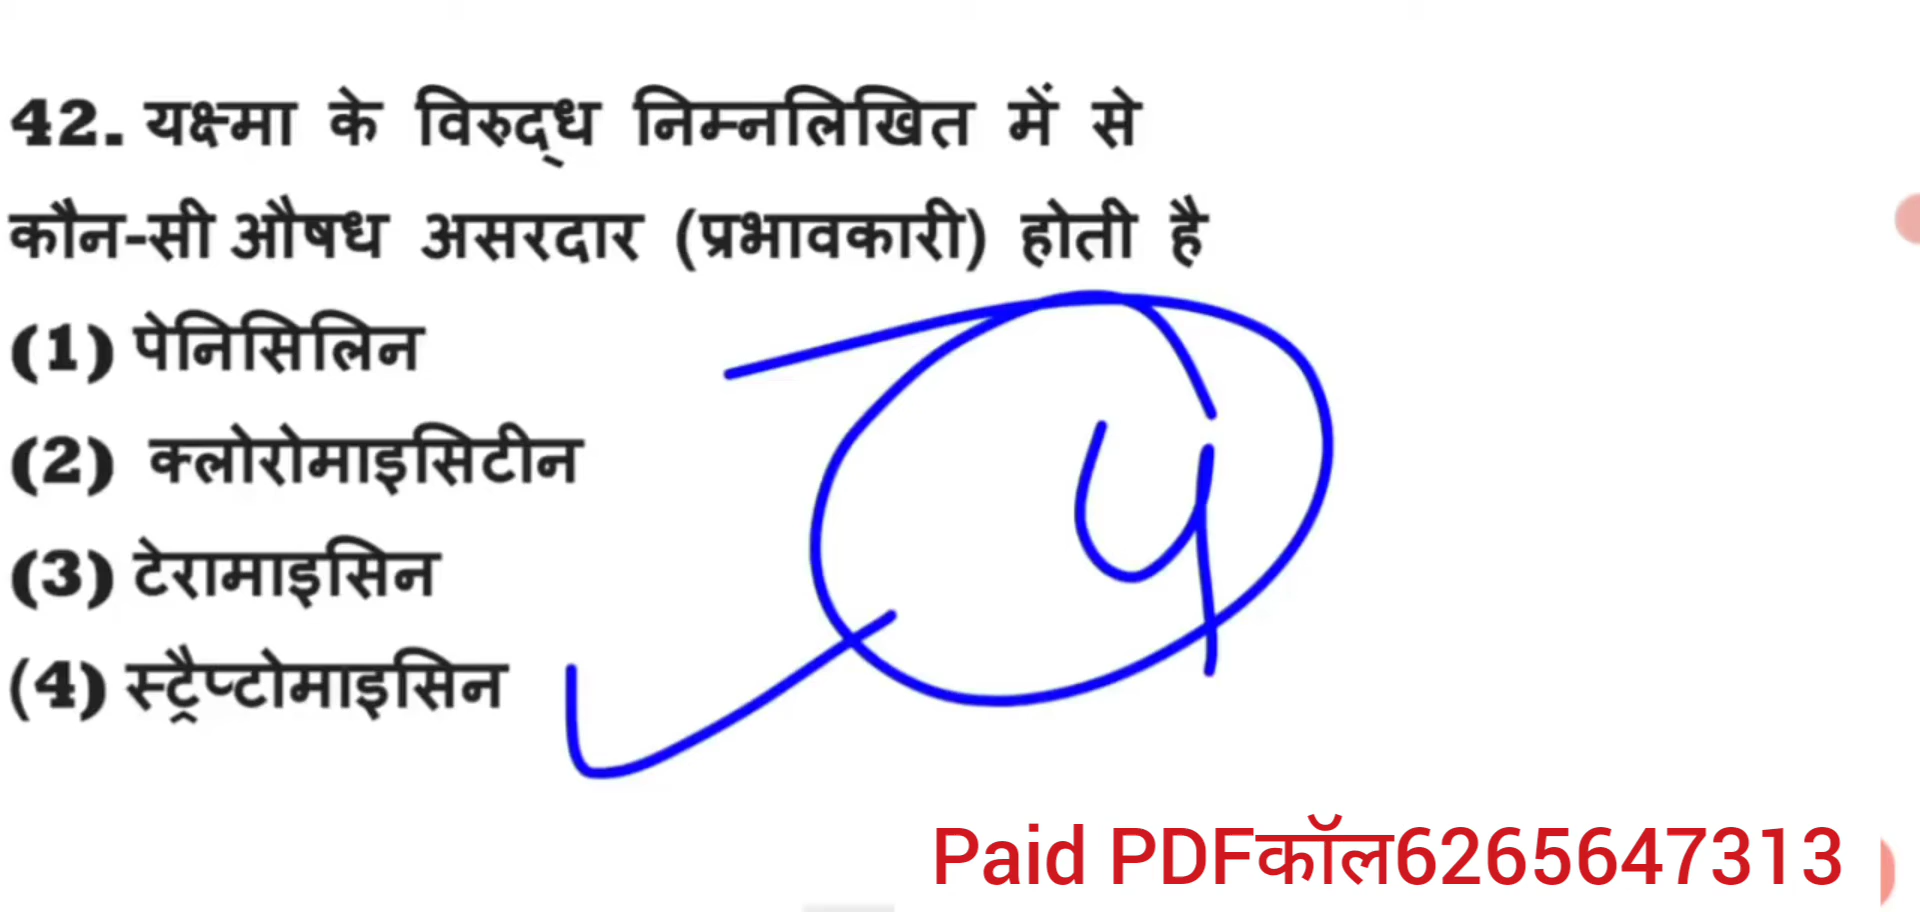 42. यक्ष्मा के विरुद्ध निम्नलिखित में से
कौन-सी औषध असरदार (प्रभावकारी) होती है
(1) पेनिसिलिन
(2) क्लोरोमाइसिटीन
(3) टेरामाइसिन
(4) स्ट्रैप्टोमाइसिन
4
Paid PDFकॉल6265647313